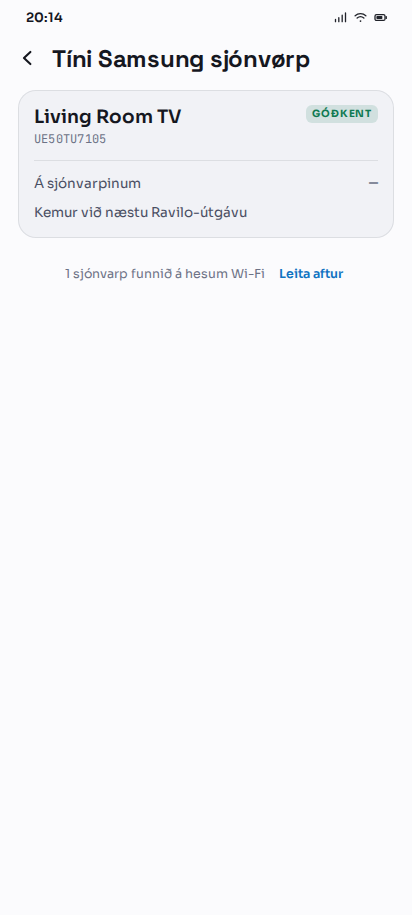 20:14
Tíni Samsung sjónvørp
Living Room TV
GÓÐKENT
UE50TU7105
Á sjónvarpinum
—
Kemur við næstu Ravilo-útgávu
1 sjónvarp funnið á hesum Wi-Fi
Leita aftur